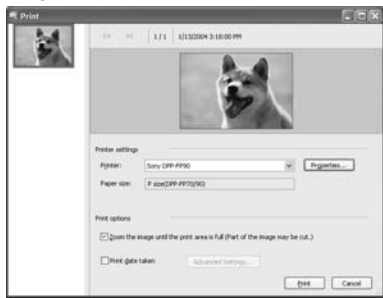 Print
1/1 1/13/2004 3:18:00 PM
Printer settings
Printer: Sony DPP-FP90 Properties...
Paper size: P size(DPP-FP70/90)
Print options
Zoom the image until the print area is full (Part of the image may be cut.)
Print date taken Advanced Settings...
Print Cancel